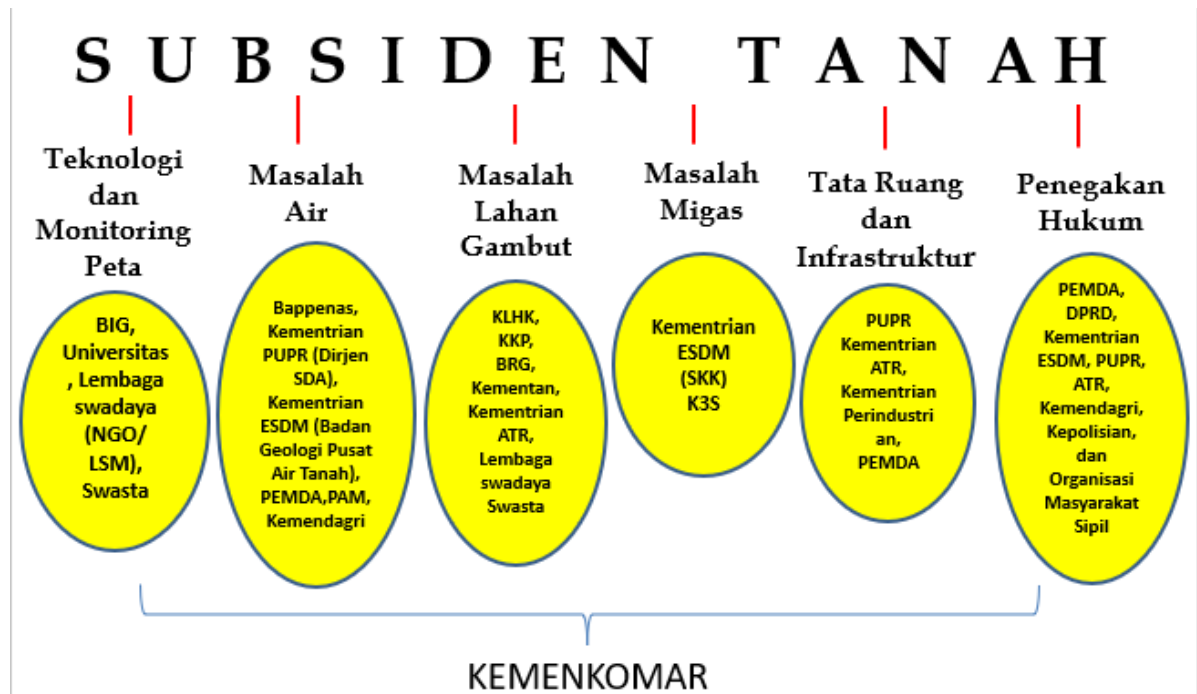 SUBSIDEN TANAH
Teknologi
dan
Monitoring
Peta
BIG,
Universitas
, Lembaga
swadaya
(NGO/
LSM),
Swasta
Masalah
Air
Bappenas,
Kementrian
PUPR (Dirjen
SDA),
Kementrian
ESDM (Badan
Geologi Pusat
Air Tanah),
PEMDA,PAM,
Kemendagri
Masalah
Lahan
Gambut
KLHK,
KKP,
BRG,
Kementan,
Kementrian
ATR,
Lembaga
swadaya
Swasta
Masalah
Migas
Kementrian
ESDM
(SKK)
K3S
Tata Ruang
dan
Infrastruktur
PUPR
Kementrian
ATR,
Kementrian
Perindustri
an,
PEMDA
Penegakan
Hukum
PEMDA,
DPRD,
Kementrian
ESDM, PUPR,
ATR,
Kemendagri,
Kepolisian,
dan
Organisasi
Masyarakat
Sipil
KEMENKOMAR